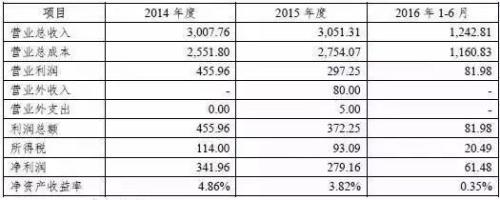 项目 2014 年度 2015 年度 2016 年 1-6 月
营业总收入 3,007.76 3,051.31 1,242.81
营业总成本 2,551.80 2,754.07 1,160.83
营业利润 455.96 297.25 81.98
营业外收入 - 80.00 -
营业外支出 0.00 5.00 -
利润总额 455.96 372.25 81.98
所得税 114.00 93.09 20.49
净利润 341.96 279.16 61.48
净资产收益率 4.86% 3.82% 0.35%